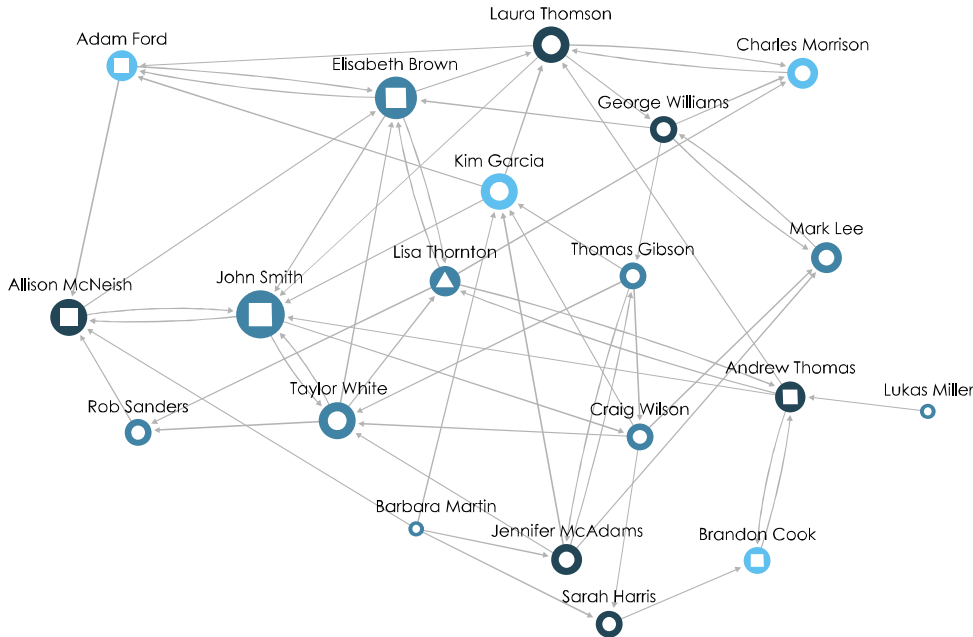 Laura Thomson
Adam Ford
Charles Morrison
Elisabeth Brown
George Williams
Kim Garcia
Mark Lee
Thomas Gibson
Lisa Thornton
John Smith
Allison McNeish
Andrew Thomas
Lukas Miller
Taylor White
Rob Sanders
Craig Wilson
Barbara Martin
Jennifer McAdams
Brandon Cook
Sarah Harris